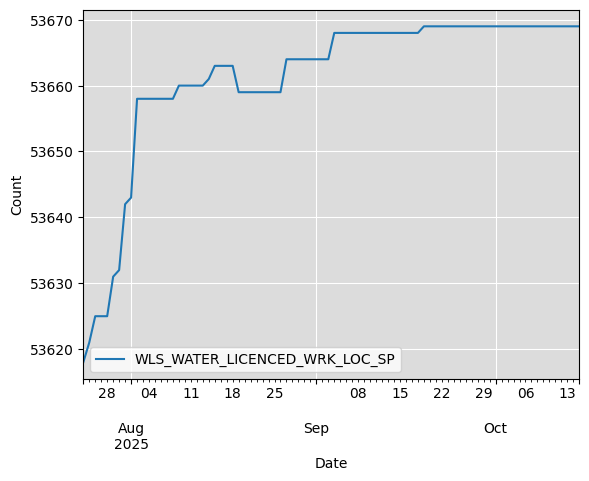 53670
53660
53650
53640
53630
53620
Count
WLS_WATER_LICENCED_WRK_LOC_SP
28 04 11 18 25 08 15 22 29 06 13
Aug Sep Oct
2025
Date